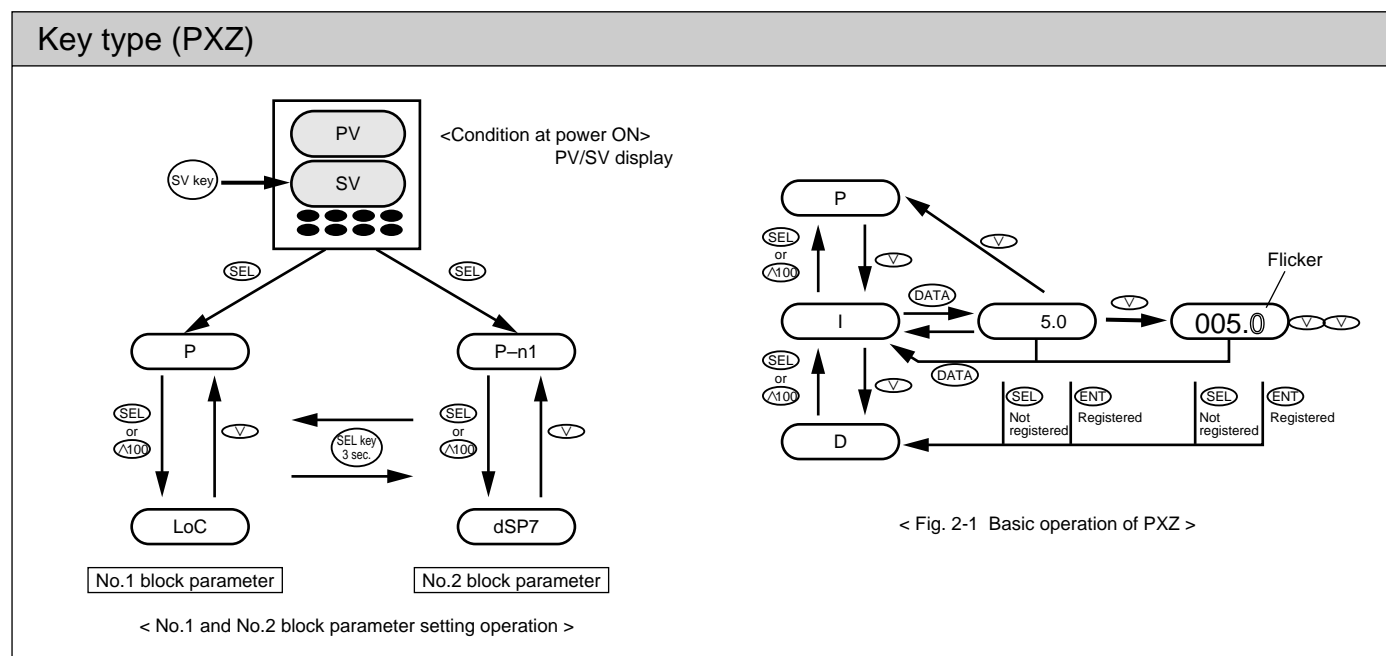 Key type (PXZ)
PV
SV
SV key
<Condition at power ON>
PV/SV display
SEL
SEL
P
P–n1
SEL
or
∧100
∨
SEL key
3 sec.
SEL
or
∧100
∨
LoC
dSP7
No.1 block parameter
No.2 block parameter
< No.1 and No.2 block parameter setting operation >
P
SEL
or
∧100
∨
∨
Flicker
I
DATA
5.0
∨
005.0
∨ ∨
SEL
or
∧100
∨
DATA
SEL
Not
registered
ENT
Registered
SEL
Not
registered
ENT
Registered
D
< Fig. 2-1 Basic operation of PXZ >